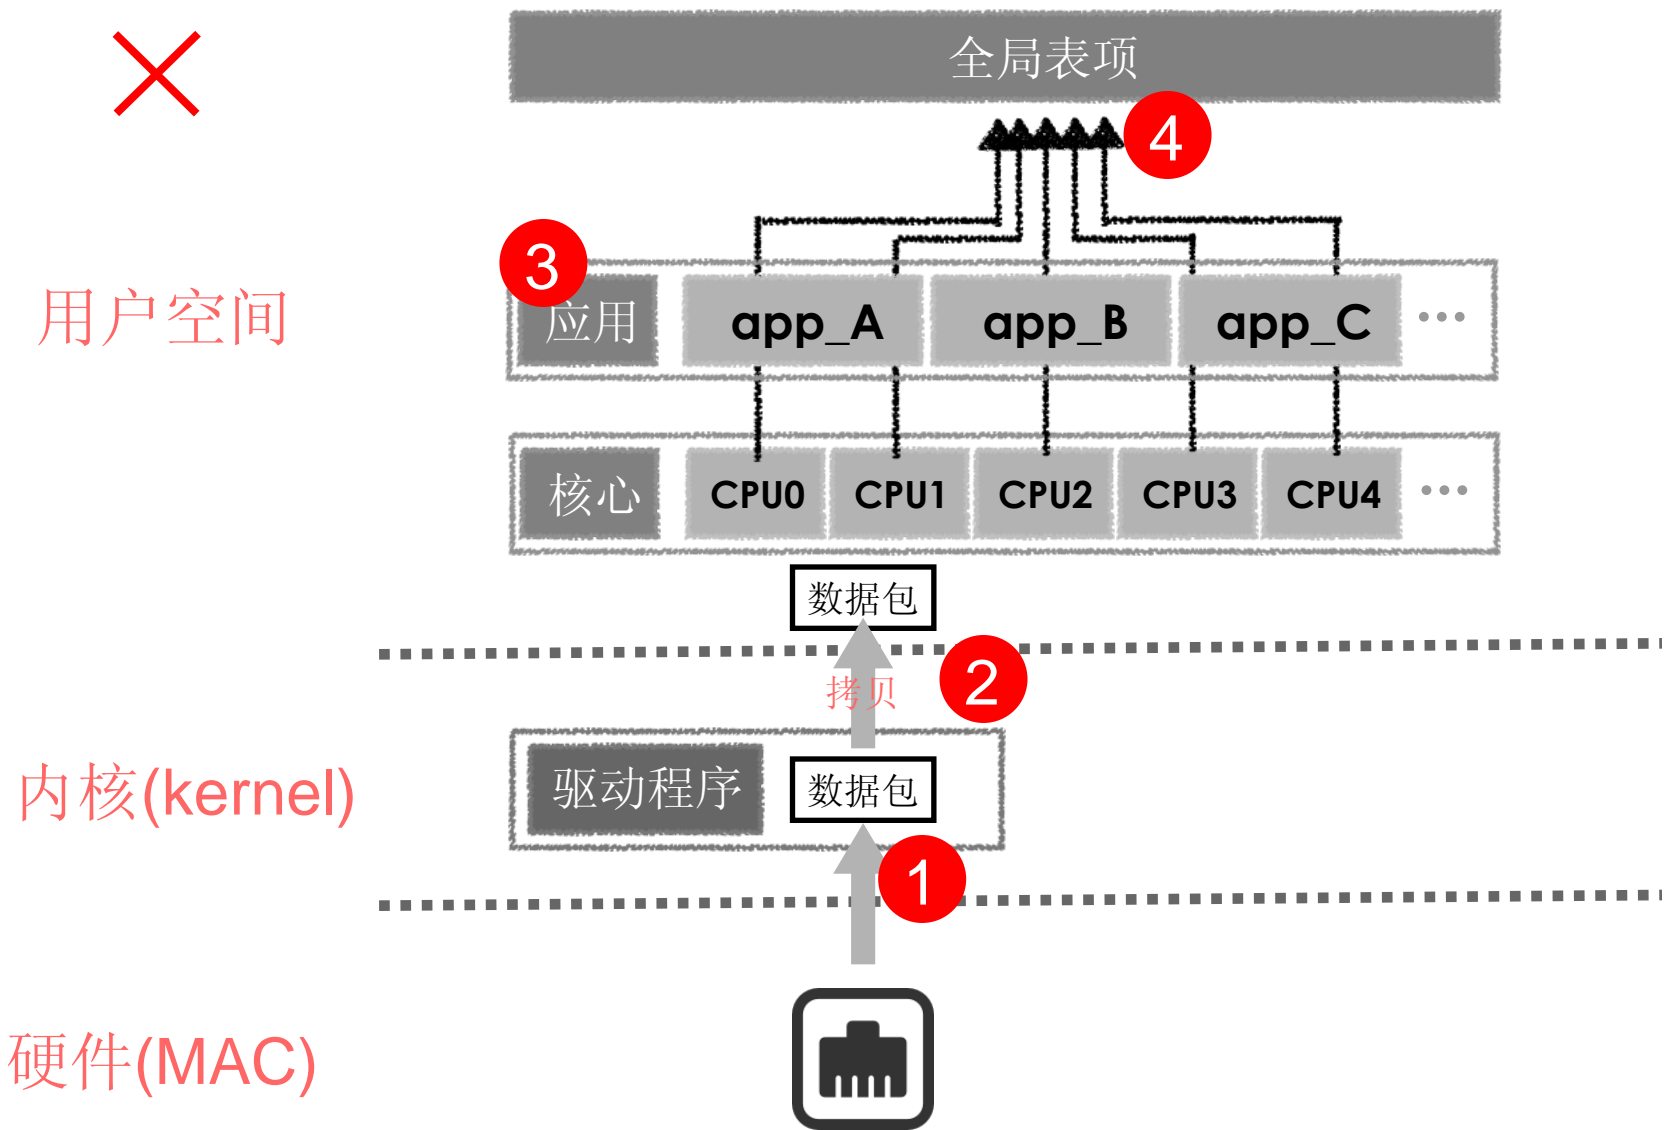 全局表项
4
3
用户空间
应用
app_A
app_B
app_C
...
核心
CPU0
CPU1
CPU2
CPU3
CPU4
...
数据包
2
拷贝
内核(kernel)
驱动程序
数据包
1
硬件(MAC)